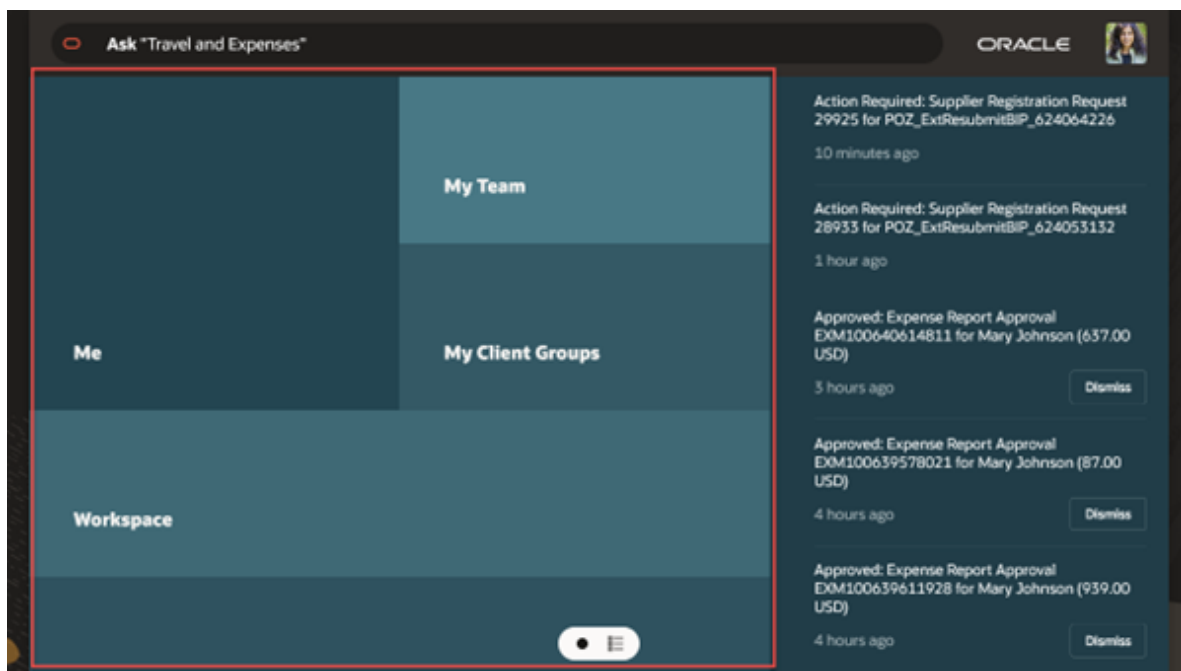 Ask "Travel and Expenses"
ORACLE
My Team
Me
My Client Groups
Workspace
Action Required: Supplier Registration Request
29925 for POZ_ExtResubmitBIP_624064226
10 minutes ago
Action Required: Supplier Registration Request
28933 for POZ_ExtResubmitBIP_624053132
1 hour ago
Approved: Expense Report Approval
EXM100640614811 for Mary Johnson (637.00
USD)
3 hours ago
Dismiss
Approved: Expense Report Approval
EXM100639578021 for Mary Johnson (87.00
USD)
4 hours ago
Dismiss
Approved: Expense Report Approval
EXM100639611928 for Mary Johnson (939.00
USD)
4 hours ago
Dismiss